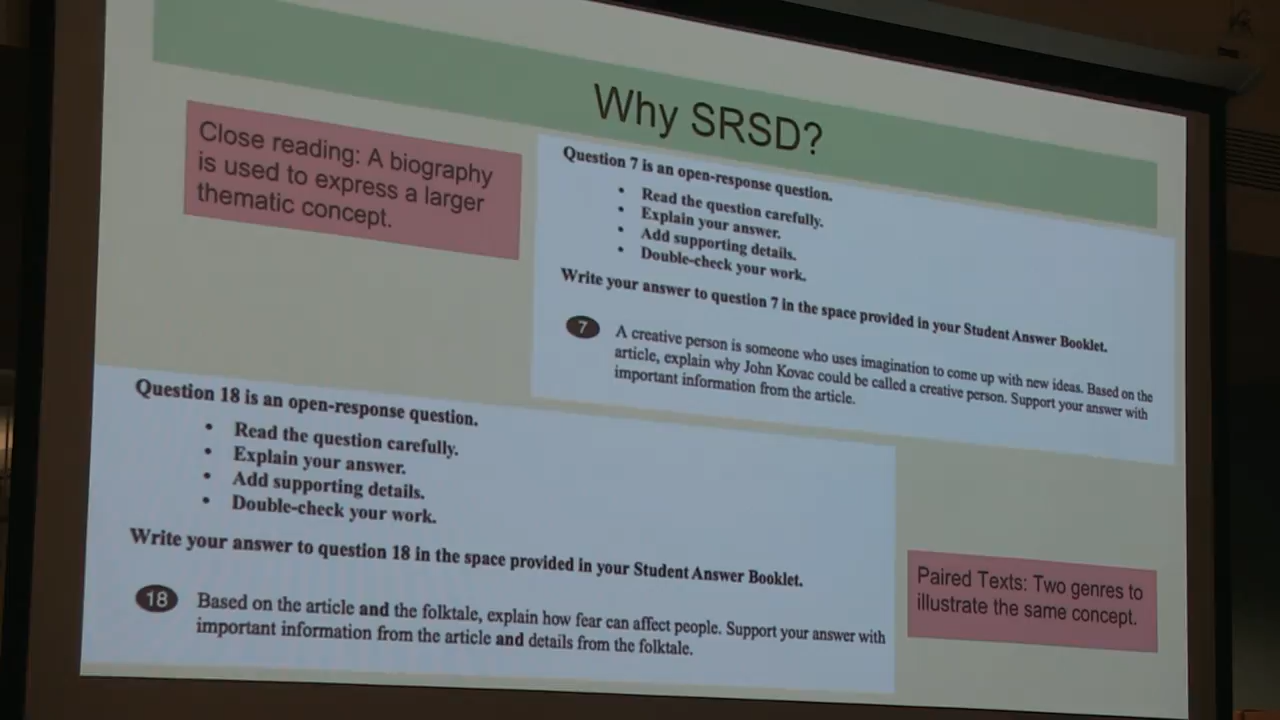 Why SRSD?
Close reading: A biography
is used to express a larger
thematic concept.
Question 7 is an open-response question.
• Read the question carefully.
• Explain your answer.
• Add supporting details.
• Double-check your work.
Write your answer to question 7 in the space provided in your Student Answer Booklet.
7 A creative person is someone who uses imagination to come up with new ideas. Based on the
article, explain why John Kovac could be called a creative person. Support your answer with
important information from the article.
Question 18 is an open-response question.
• Read the question carefully.
• Explain your answer.
• Add supporting details.
• Double-check your work.
Write your answer to question 18 in the space provided in your Student Answer Booklet.
18 Based on the article and the folktale, explain how fear can affect people. Support your answer with
important information from the article and details from the folktale.
Paired Texts: Two genres to
illustrate the same concept.